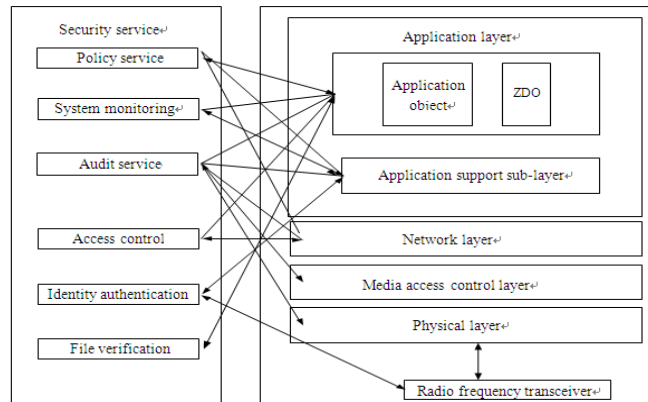 Security service↵
Policy service
System monitoring↵
Audit service
Access control
Identity authentication
File verification
Application layer↵
Application
object↵
ZDO
Application support sub-layer↵
Network layer↵
Media access control layer↵
Physical layer↵
Radio frequency transceiver↵